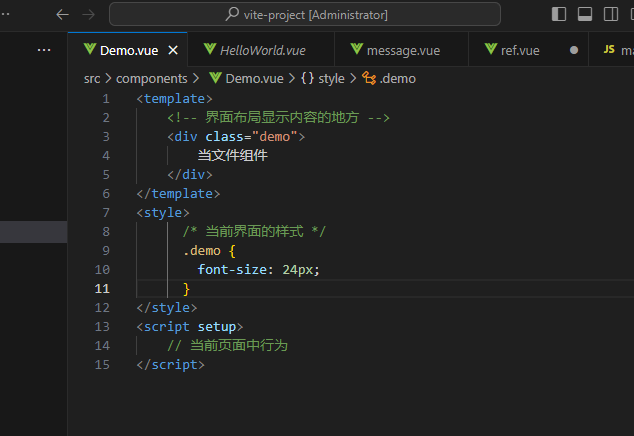 vite-project [Administrator]
Demo.vue HelloWorld.vue message.vue ref.vue JS ma
src > components > Demo.vue > {} style > .demo
1 <template>
2 <!-- 界面布局显示内容的地方 -->
3 <div class="demo">
4 当文件组件
5 </div>
6 </template>
7 <style>
8 /* 当前界面的样式 */
9 .demo {
10 font-size: 24px;
11 }
12 </style>
13 <script setup>
14 // 当前页面中行为
15 </script>